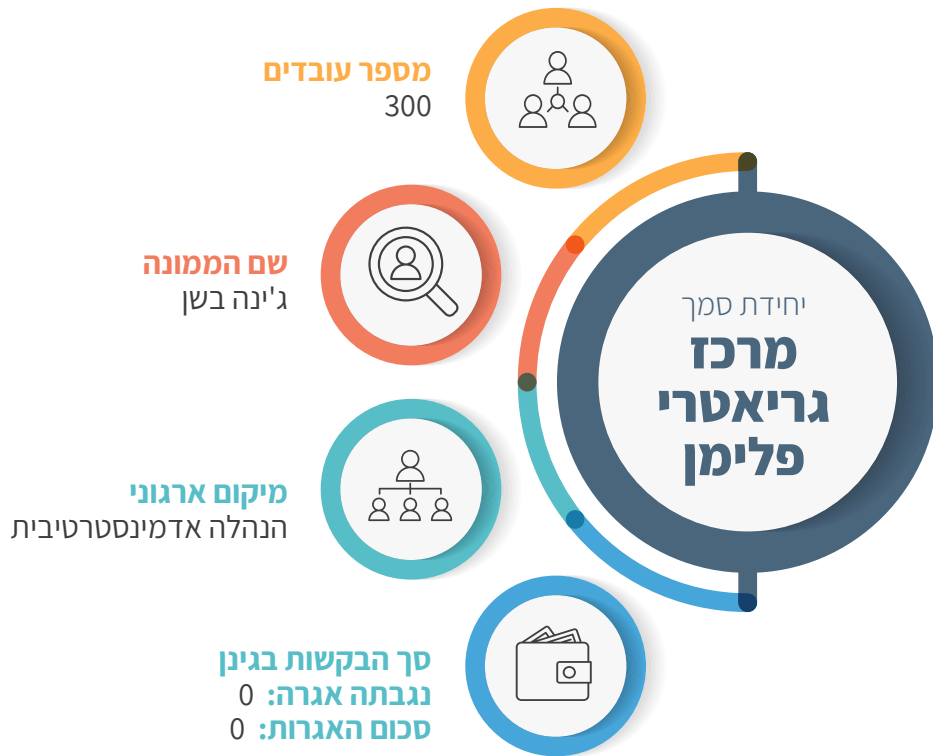 יחידת סמך
מרכז
גריאטרי
פלימן
מספר עובדים
300
שם הממונה
ג'ינה בשן
מיקום ארגוני
הנהלה אדמינסטרטיבית
סך הבקשות בגינן
נגבתה אגרה: 0
סכום האגרות: 0